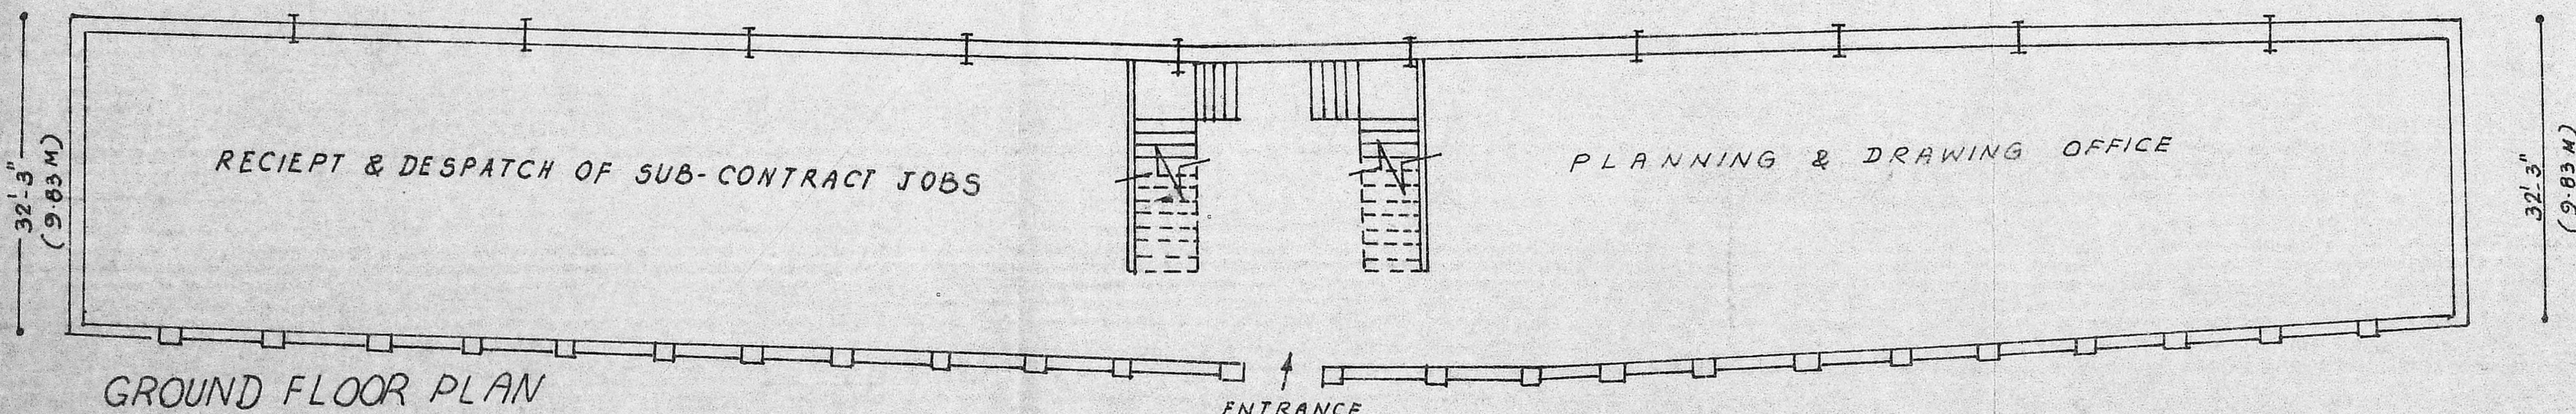 32'-3"
(9.83 M)
RECIEPT & DESPATCH OF SUB-CONTRACT JOBS
PLANNING & DRAWING OFFICE
32'-3"
(9.83 M)
GROUND FLOOR PLAN
ENTRANCE